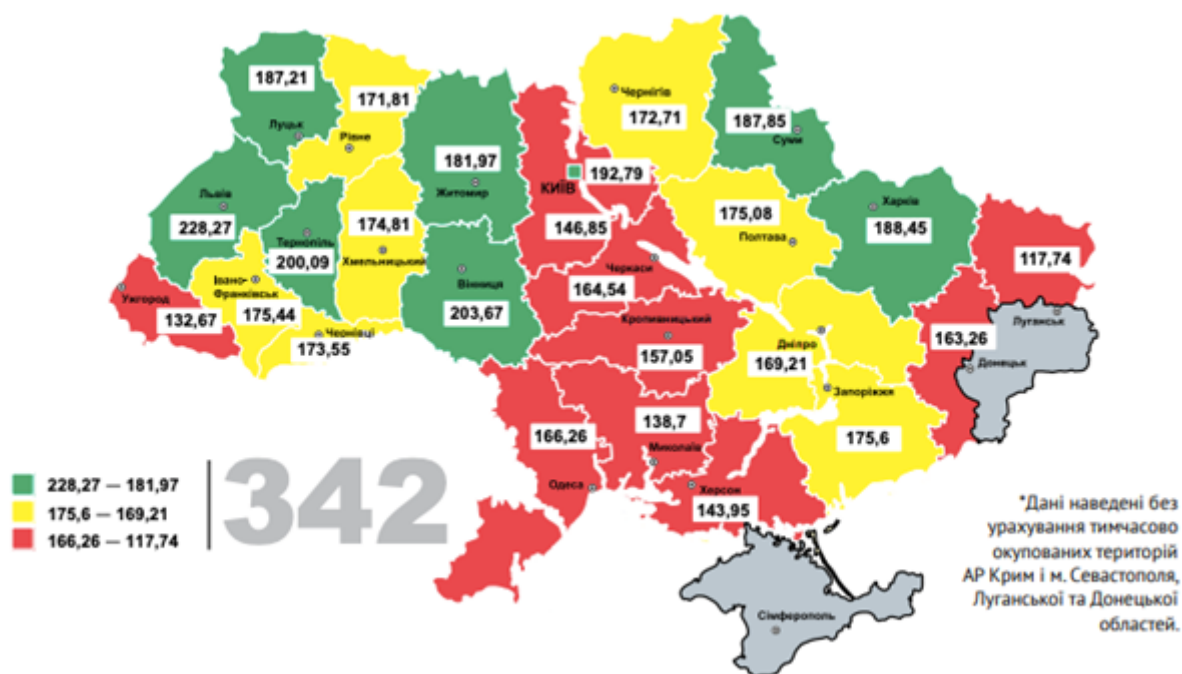 187,21
Луцьк
171,81
Рівне
181,97
Житомир
КИЇВ
192,79
146,85
Чернігів
172,71
187,85
Суми
Львів
228,27
Тернопіль
200,09
174,81
Хмельницький
175,08
Полтава
Харків
188,45
117,74
Луганськ
Ужгород
132,67
Івано-
Франківськ
175,44
Чеонівці
173,55
Вінниця
203,67
Черкаси
164,54
Кропивницький
157,05
Дніпро
169,21
Запоріжжя
175,6
163,26
Донецьк
166,26
Одеса
138,7
Миколаїв
Херсон
143,95
Сімферополь
228,27 — 181,97
175,6 — 169,21
166,26 — 117,74
342
*Дані наведені без
урахування тимчасово
окупованих територій
АР Крим і м. Севастополя,
Луганської та Донецької
областей.